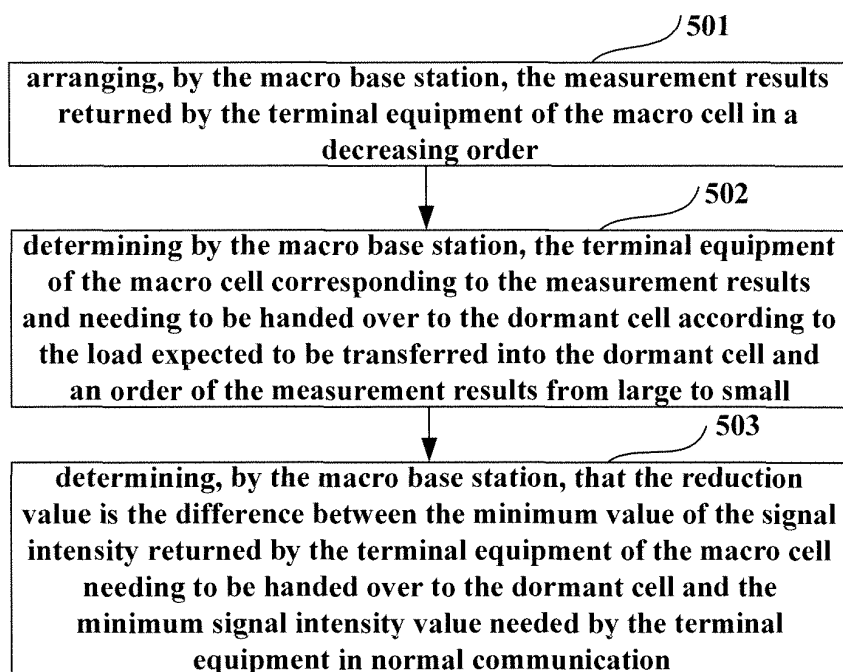 501
arranging, by the macro base station, the measurement results
returned by the terminal equipment of the macro cell in a
decreasing order
502
determining by the macro base station, the terminal equipment
of the macro cell corresponding to the measurement results
and needing to be handed over to the dormant cell according to
the load expected to be transferred into the dormant cell and
an order of the measurement results from large to small
503
determining, by the macro base station, that the reduction
value is the difference between the minimum value of the signal
intensity returned by the terminal equipment of the macro cell
needing to be handed over to the dormant cell and the
minimum signal intensity value needed by the terminal
equipment in normal communication